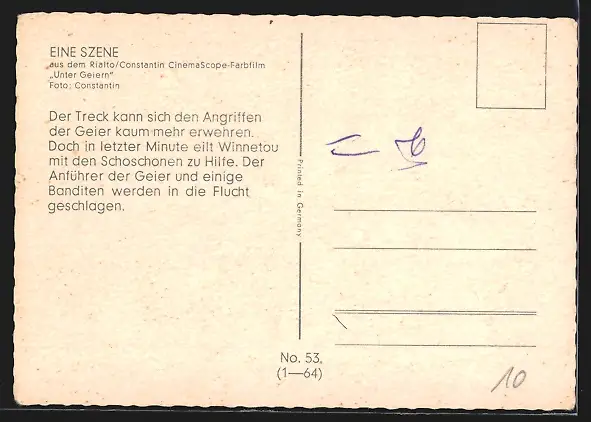 EINE SZENE
aus dem Rialto/Constantin CinemaScope-Farbfilm
„Unter Geiern"
Foto: Constantin
Der Treck kann sich den Angriffen
der Geier kaum mehr erwehren.
Doch in letzter Minute eilt Winnetou
mit den Schoschonen zu Hilfe. Der
Anführer der Geier und einige
Banditen werden in die Flucht
geschlagen.
Printed in Germany
No. 53.
(1—64)
10